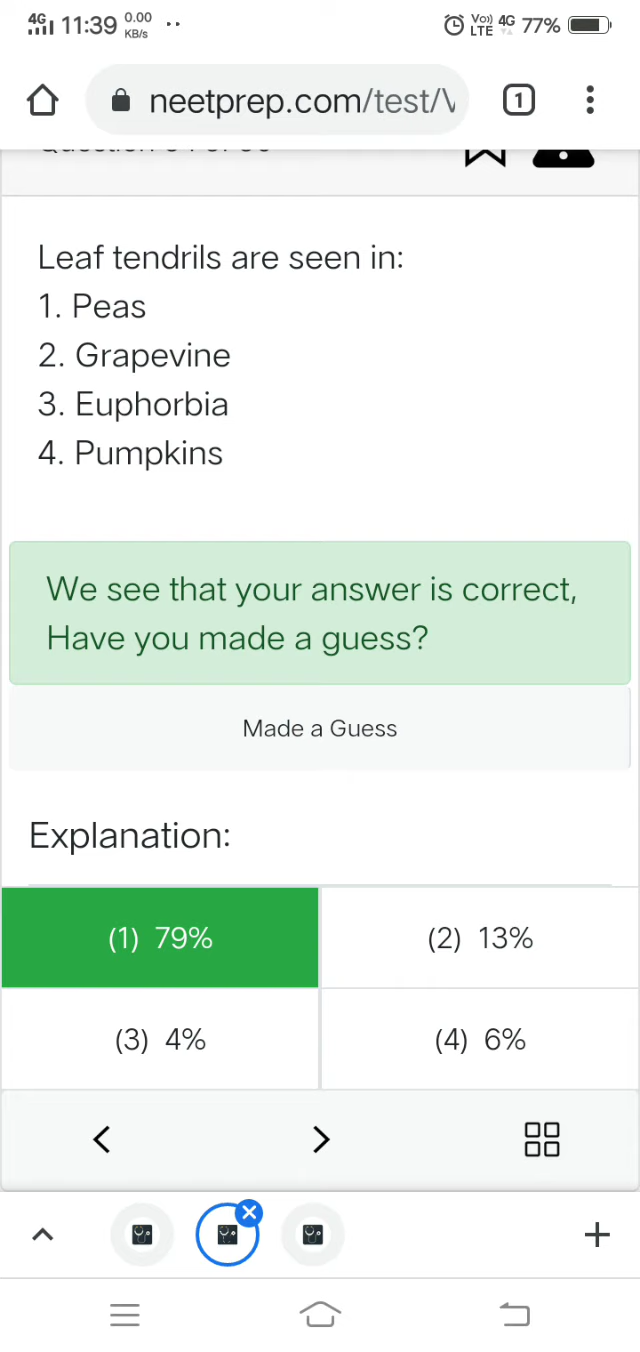 4G 11:39 0.00 KB/s ··
Vo) LTE 4G 77%
neetprep.com/test/V
1
Leaf tendrils are seen in:
1. Peas
2. Grapevine
3. Euphorbia
4. Pumpkins
We see that your answer is correct,
Have you made a guess?
Made a Guess
Explanation:
(1) 79%
(2) 13%
(3) 4%
(4) 6%